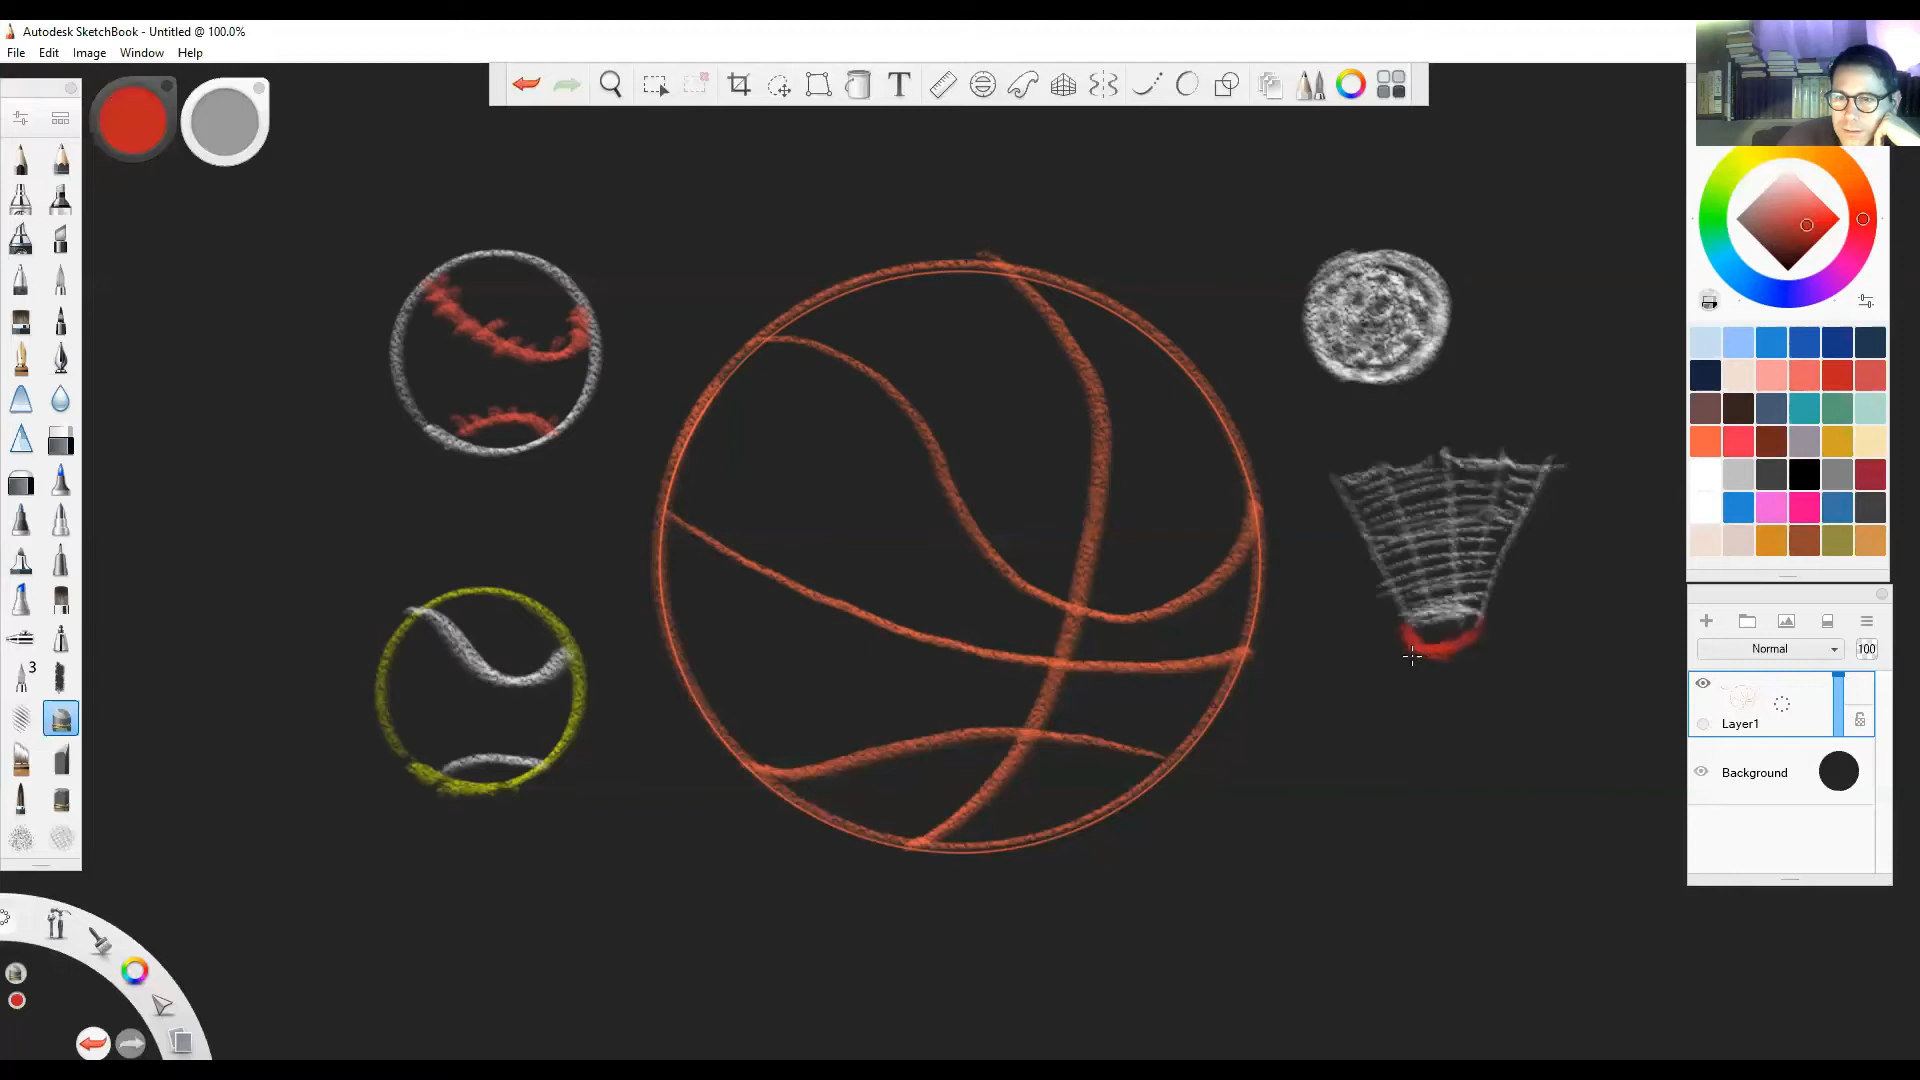 Autodesk SketchBook - Untitled @ 100.0%
File Edit Image Window Help
T
3
Normal 100
Layer1
Background